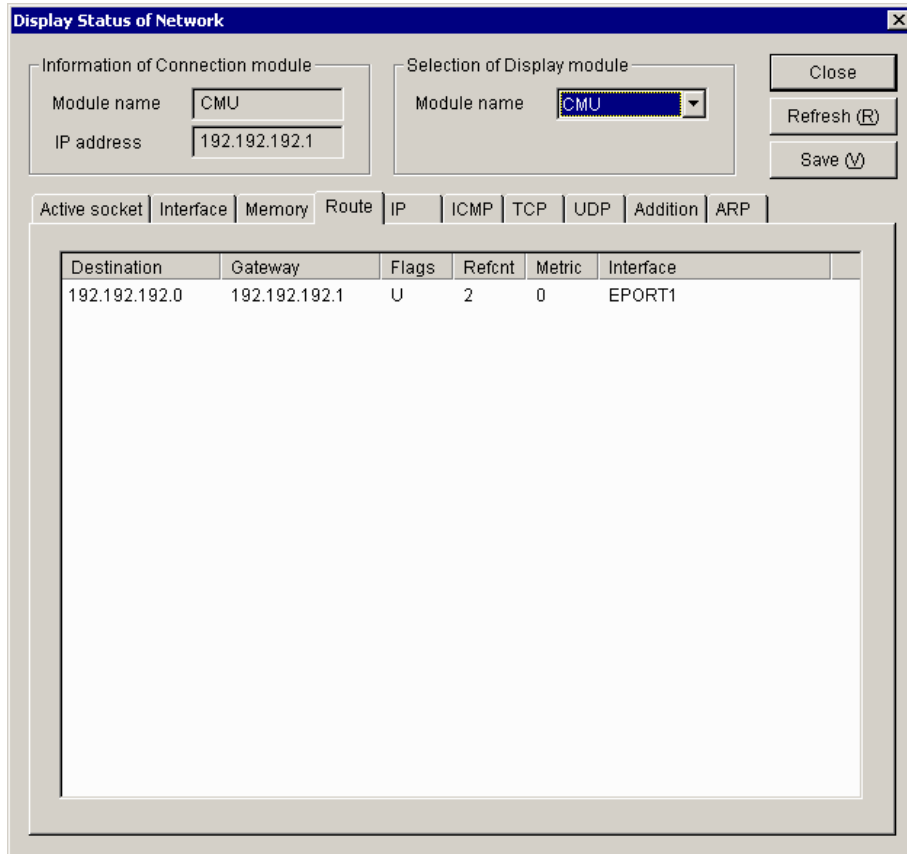 Display Status of Network
Information of Connection module
Module name CMU
IP address 192.192.192.1
Selection of Display module
Module name CMU
Close
Refresh (R)
Save (V)
Active socket Interface Memory Route IP ICMP TCP UDP Addition ARP
Destination Gateway Flags Refcnt Metric Interface
192.192.192.0 192.192.192.1 U 2 0 EPORT1